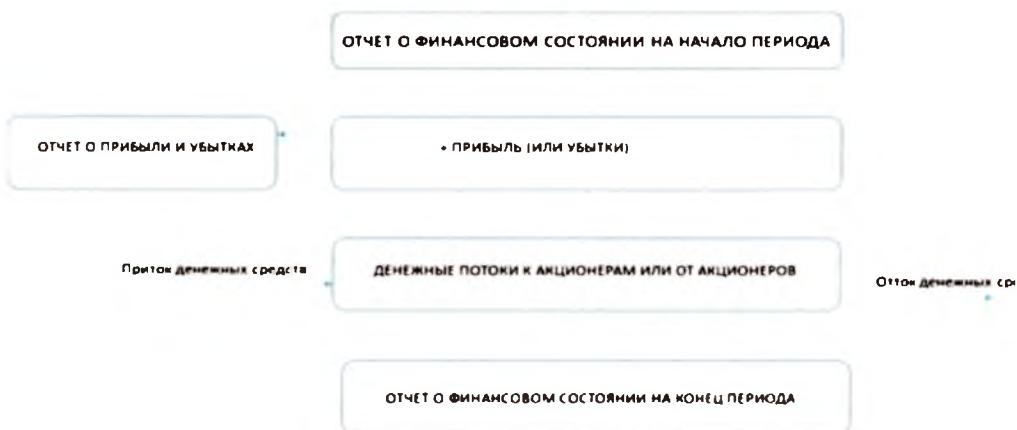 ОТЧЕТ О ФИНАНСОВОМ СОСТОЯНИИ НА НАЧАЛО ПЕРИОДА
ОТЧЕТ О ПРИБЫЛИ И УБЫТКАХ
+ ПРИБЫЛЬ (ИЛИ УБЫТКИ)
Приток денежных средств
ДЕНЕЖНЫЕ ПОТОКИ К АКЦИОНЕРАМ ИЛИ ОТ АКЦИОНЕРОВ
Отток денежных ср
ОТЧЕТ О ФИНАНСОВОМ СОСТОЯНИИ НА КОНЕЦ ПЕРИОДА